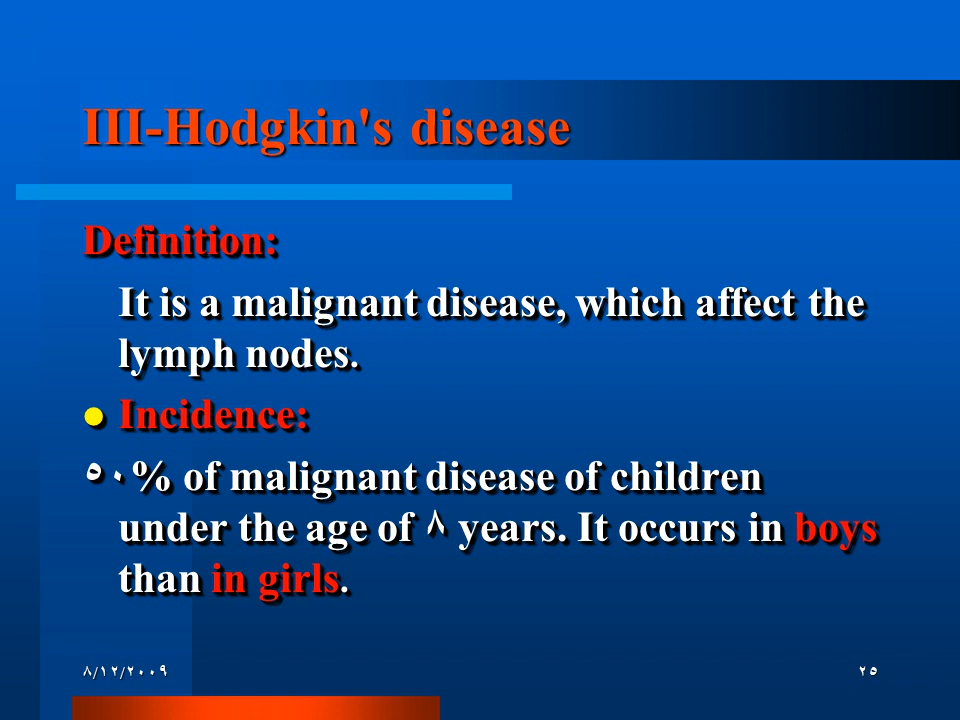 III-Hodgkin's disease
Definition:
It is a malignant disease, which affect the
lymph nodes.
Incidence:
٥٠% of malignant disease of children
under the age of ٨ years. It occurs in boys
than in girls.
٨/١٢/٢٠٠٩
٢٥